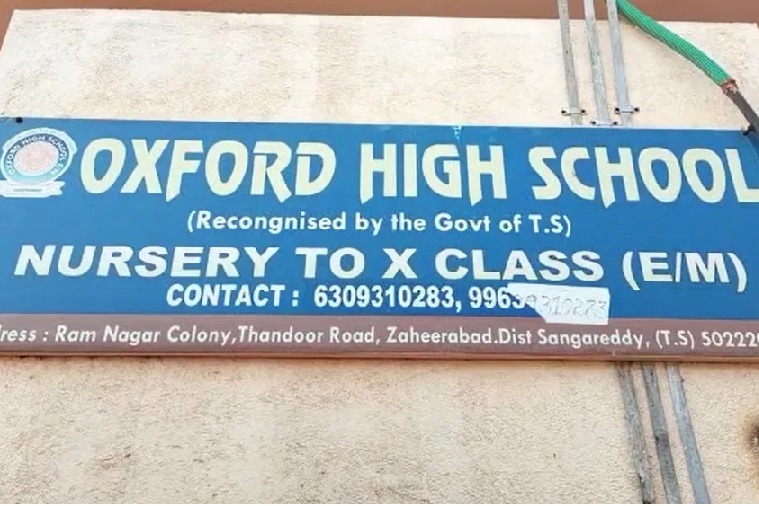 OXFORD HIGH SCHOOL
(Recongnised by the Govt of T.S)
NURSERY TO X CLASS (E/M)
CONTACT : 6309310283,
ress : Ram Nagar Colony,Thandoor Road, Zaheerabad.Dist Sangareddy, (T.S) 50222